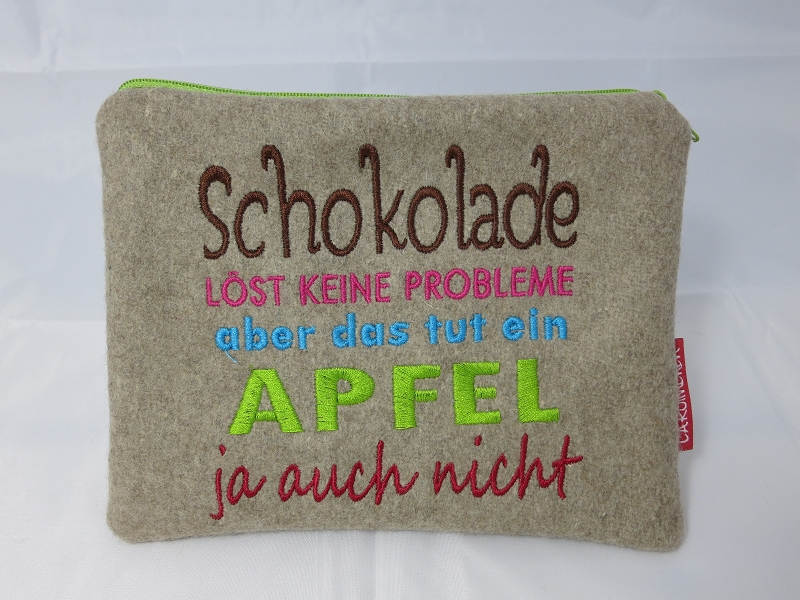 Schokolade
LÖST KEINE PROBLEME
aber das tut ein
APFEL
ja auch nicht